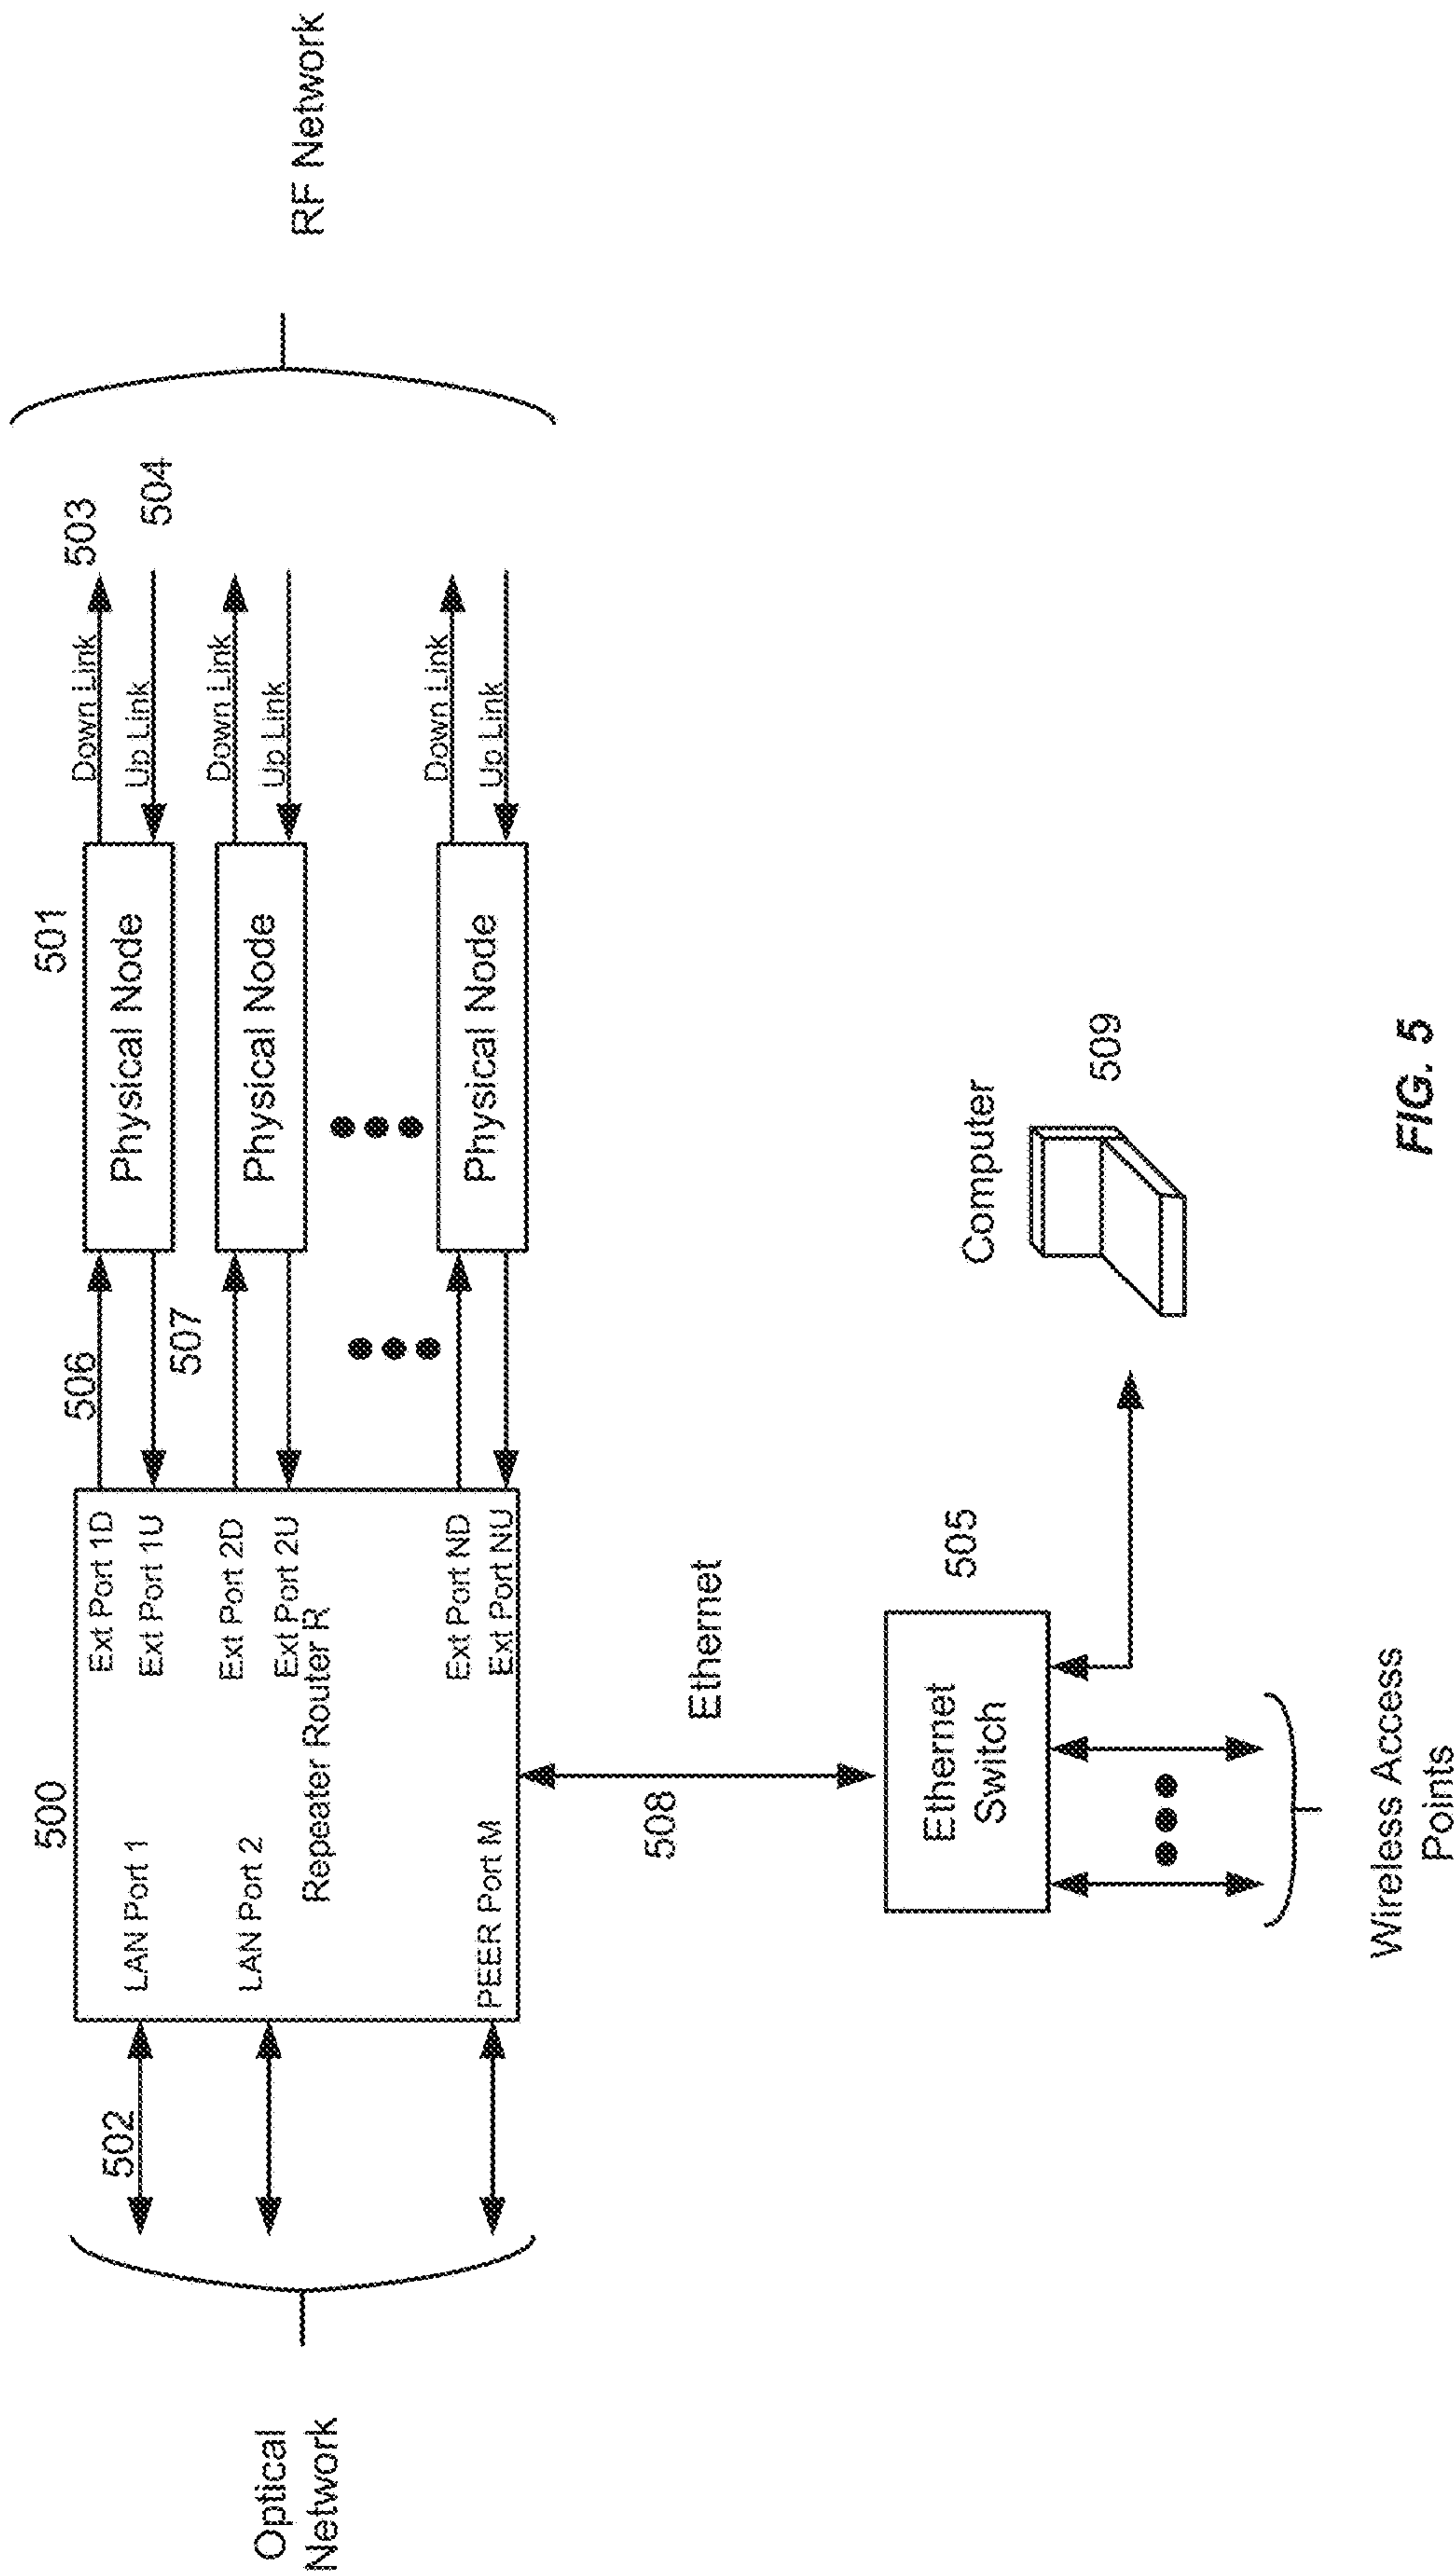 500
501
503
504
502
506
507
LAN Port 1
LAN Port 2
PEER Port M
Repeater Router R
Ext Port 1D
Ext Port 1U
Ext Port 2D
Ext Port 2U
Ext Port ND
Ext Port NU
Physical Node
Physical Node
Physical Node
Down Link
Up Link
Down Link
Up Link
Down Link
Up Link
Optical
Network
RF Network
508
Ethernet
505
Ethernet
Switch
Computer
509
Wireless Access
Points
FIG. 5